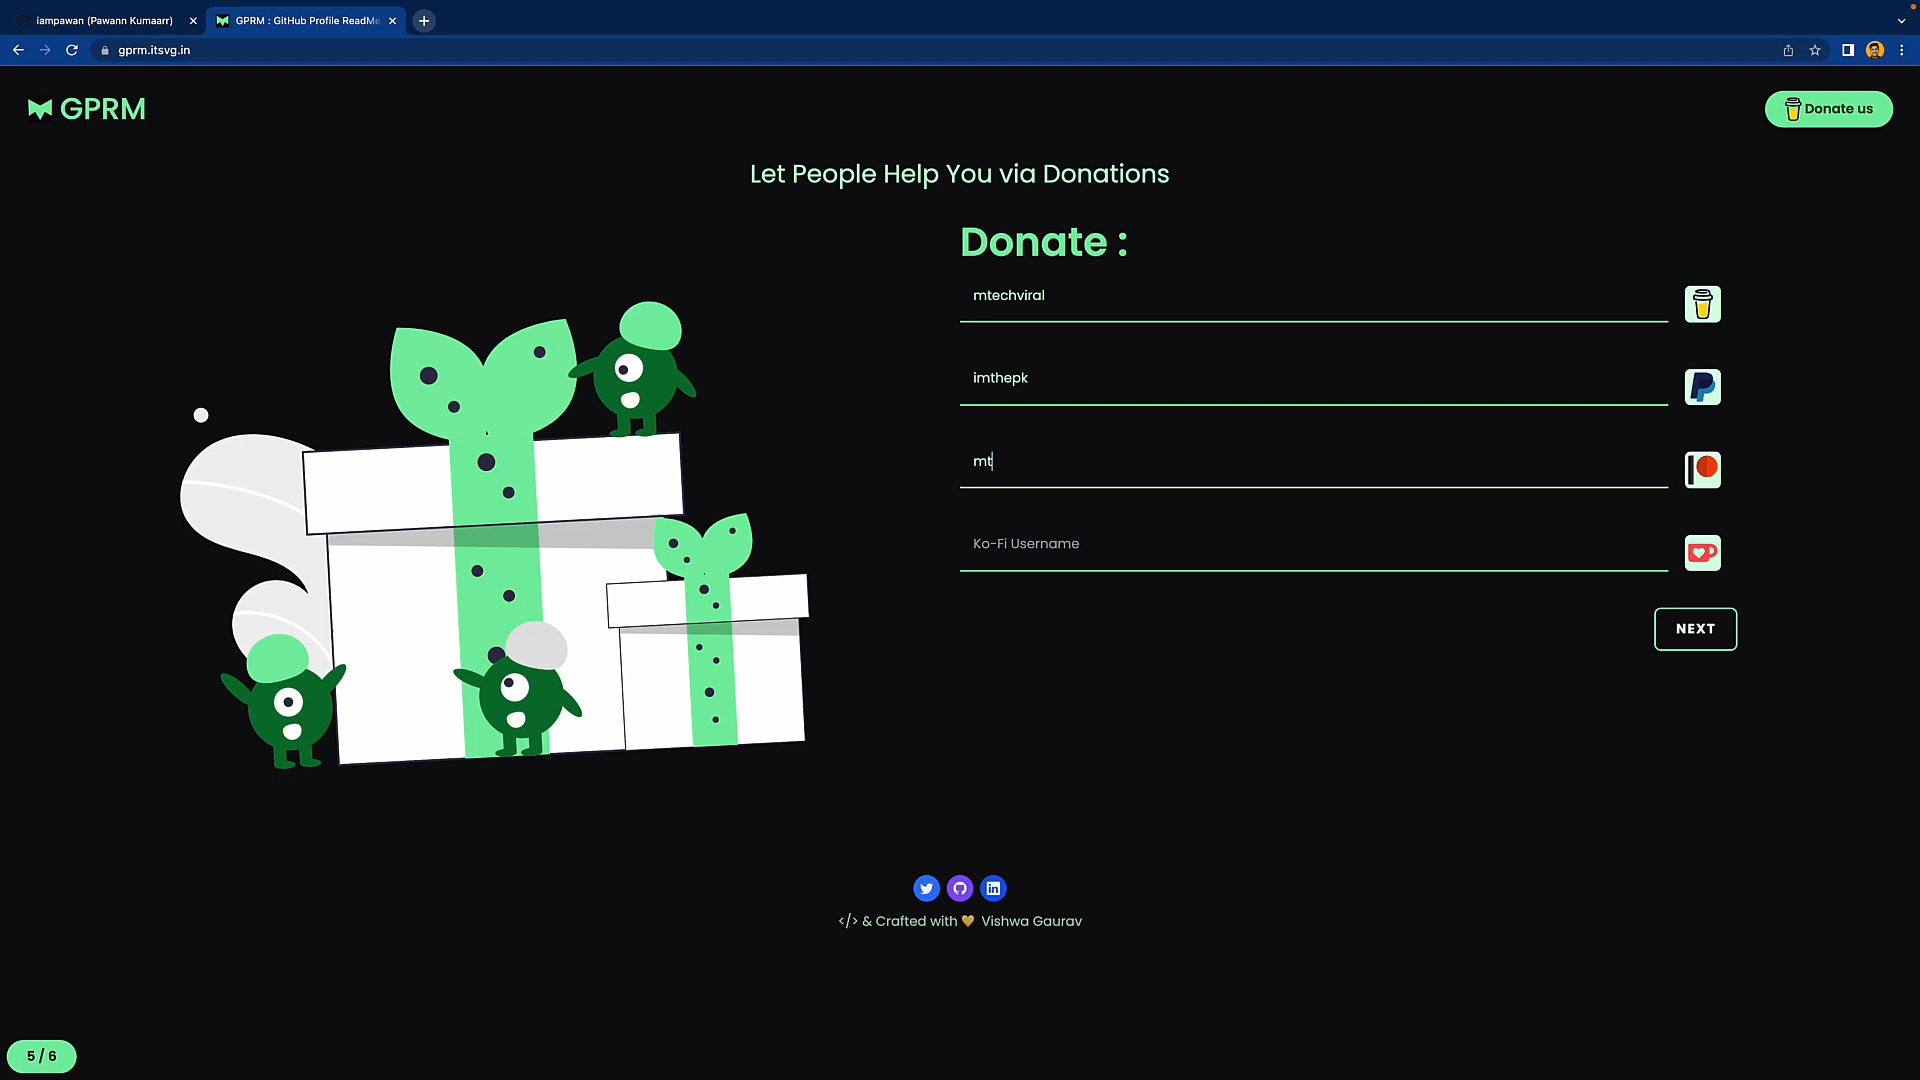 iampawan (Pawann Kumaarr)
GPRM : GitHub Profile ReadMe
gprm.itsvg.in
GPRM
Donate us
Let People Help You via Donations
Donate :
mtechviral
imthepk
mt
Ko-Fi Username
NEXT
</> & Crafted with 💛 Vishwa Gaurav
5 / 6